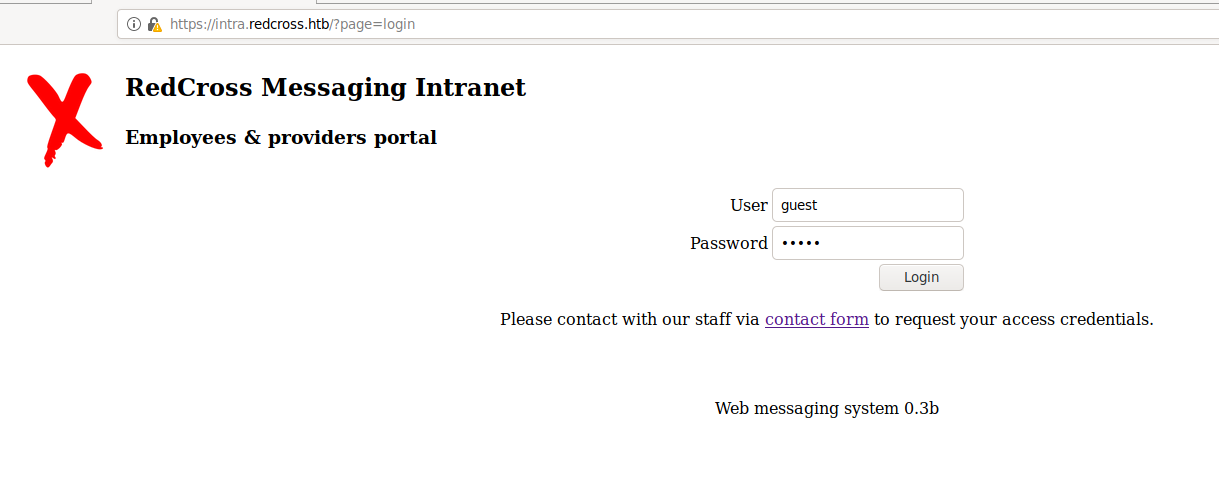 https://intra.redcross.htb/?page=login
RedCross Messaging Intranet
Employees & providers portal
User guest
Password •••••
Login
Please contact with our staff via contact form to request your access credentials.
Web messaging system 0.3b